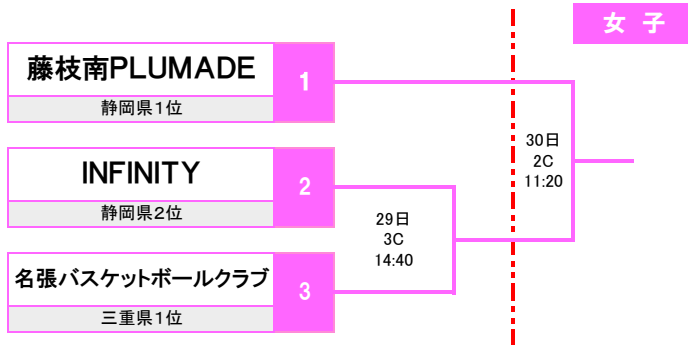 女 子
藤枝南PLUMADE
1
静岡県１位
30日
2C
11:20
INFINITY
2
静岡県２位
29日
3C
14:40
名張バスケットボールクラブ
3
三重県１位